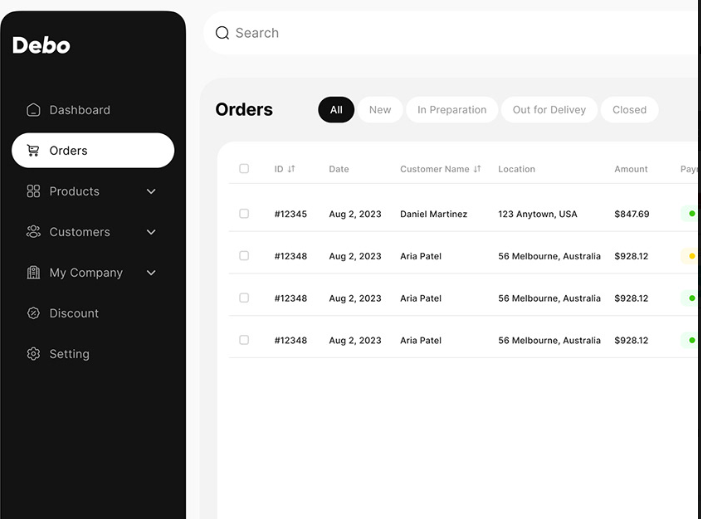 Debo
Search
Dashboard
Orders
Products
Customers
My Company
Discount
Setting
Orders
All New In Preparation Out for Delivey Closed
ID Date Customer Name Location Amount
#12345 Aug 2, 2023 Daniel Martinez 123 Anytown, USA $847.69
#12348 Aug 2, 2023 Aria Patel 56 Melbourne, Australia $928.12
#12348 Aug 2, 2023 Aria Patel 56 Melbourne, Australia $928.12
#12348 Aug 2, 2023 Aria Patel 56 Melbourne, Australia $928.12